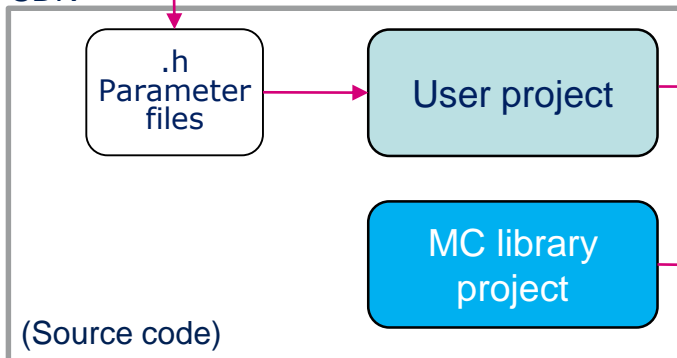 .h
Parameter
files
User project
MC library
project
(Source code)